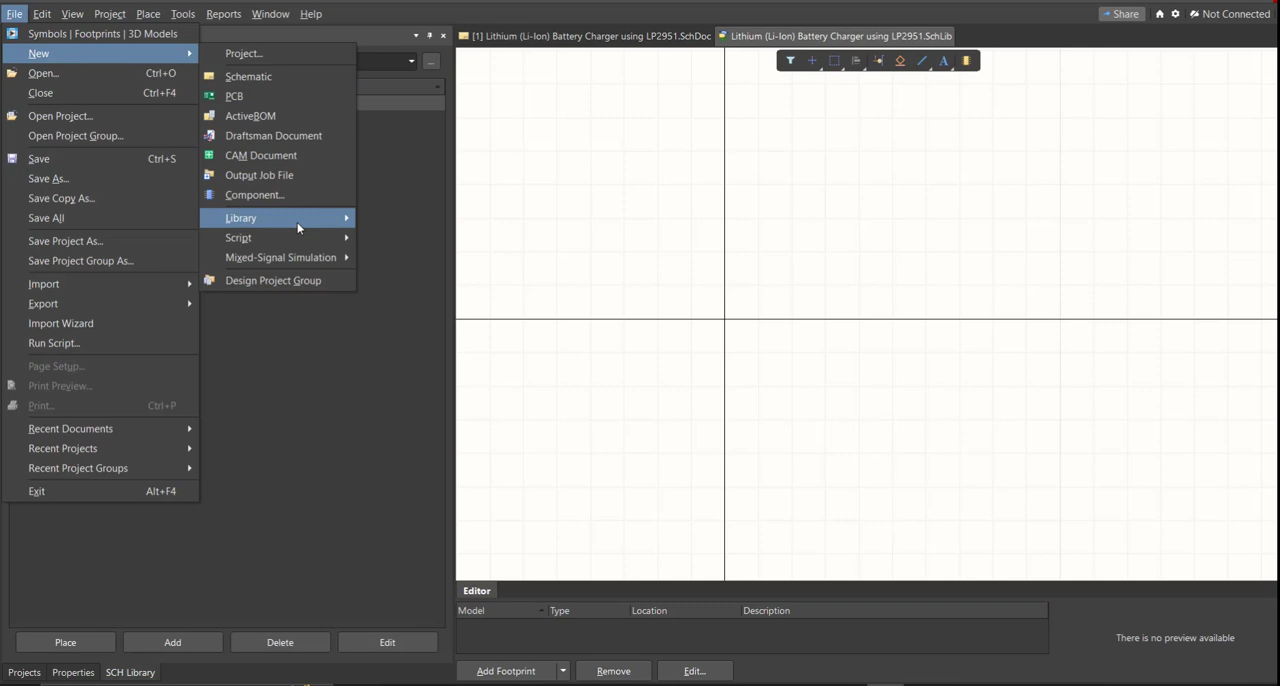 File Edit View Project Place Tools Reports Window Help
Share Not Connected
Symbols | Footprints | 3D Models
New
Open... Ctrl+O
Close Ctrl+F4
Open Project...
Open Project Group...
Save Ctrl+S
Save As...
Save Copy As...
Save All
Save Project As...
Save Project Group As...
Import
Export
Import Wizard
Run Script...
Page Setup...
Print Preview...
Print... Ctrl+P
Recent Documents
Recent Projects
Recent Project Groups
Exit Alt+F4
Project...
Schematic
PCB
ActiveBOM
Draftsman Document
CAM Document
Output Job File
Component...
Library
Script
Mixed-Signal Simulation
Design Project Group
...
[1] Lithium (Li-Ion) Battery Charger using LP2951.SchDoc
Lithium (Li-Ion) Battery Charger using LP2951.SchLib
A
Place Add Delete Edit
Projects Properties SCH Library
Editor
Model Type Location Description
There is no preview available
Add Footprint Remove Edit...